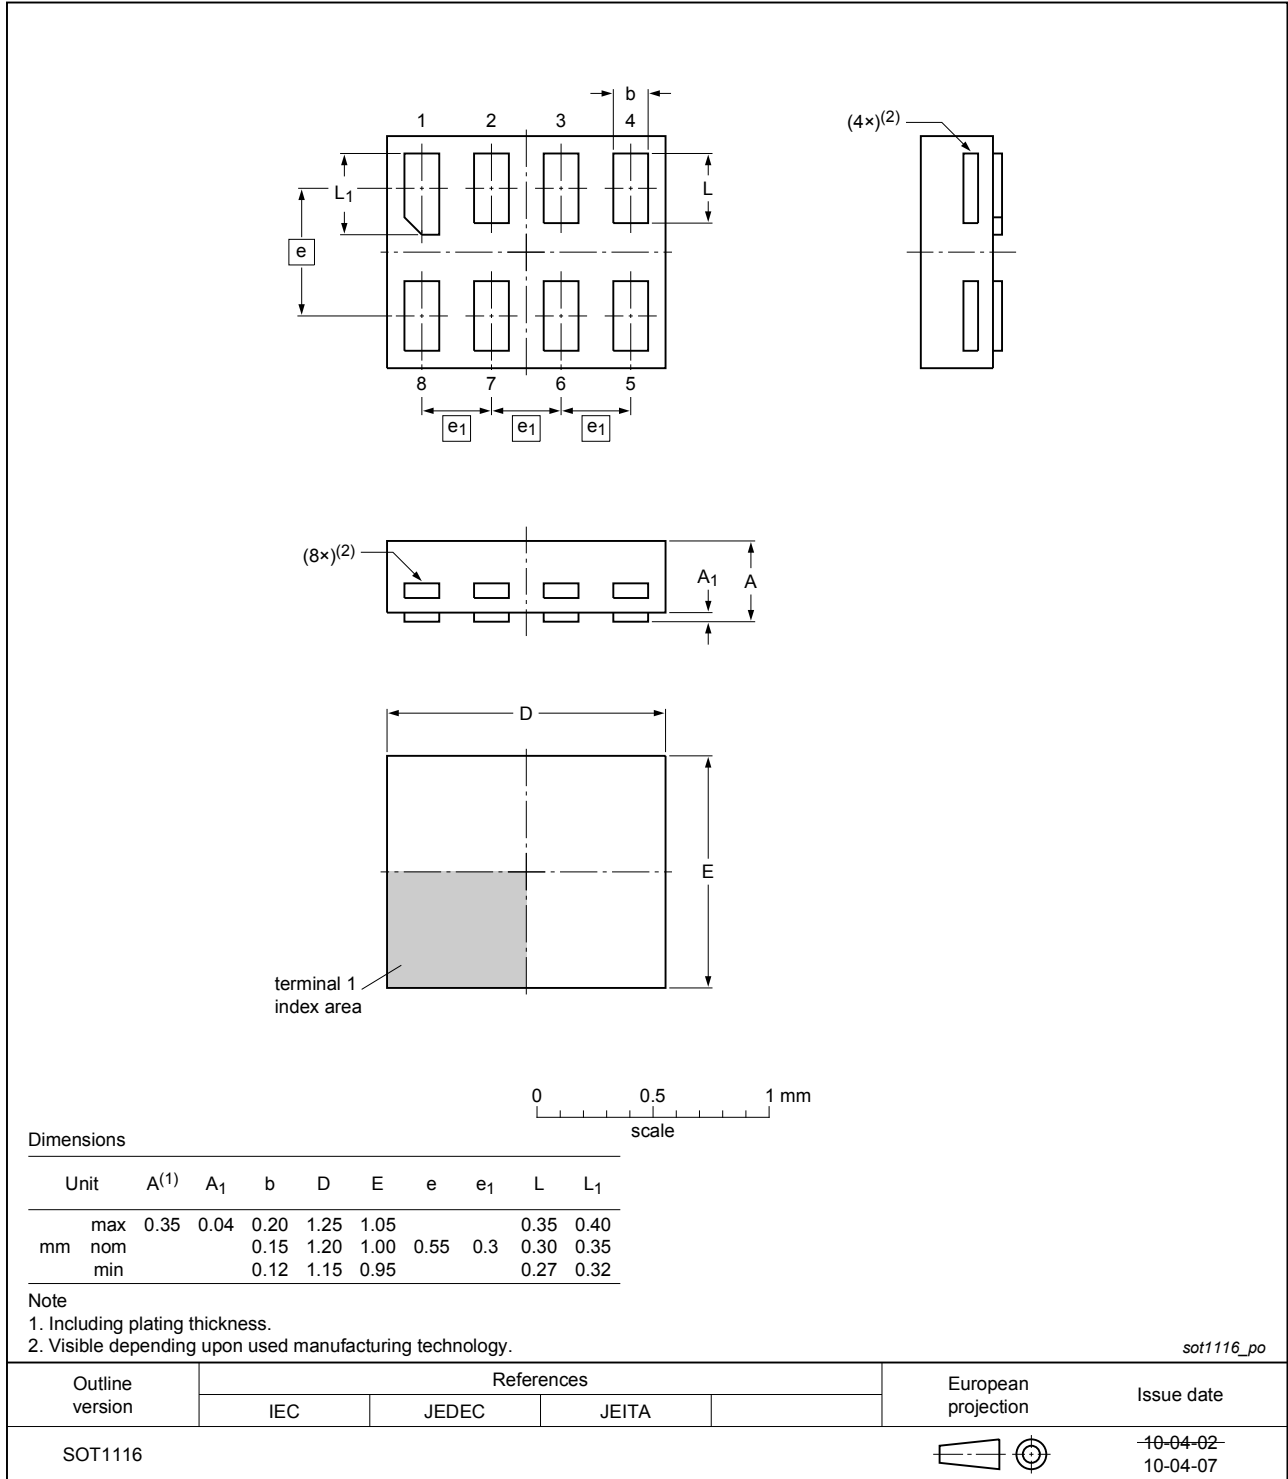 b
1 2 3 4
(4×)(2)
L1
L
e
8 7 6 5
e1 e1 e1
(8×)(2)
A1 A
D
E
terminal 1
index area
0 0.5 1 mm
scale
Dimensions
Unit A(1) A1 b D E e e1 L L1
max 0.35 0.04 0.20 1.25 1.05 0.35 0.40
mm nom 0.15 1.20 1.00 0.55 0.3 0.30 0.35
min 0.12 1.15 0.95 0.27 0.32
Note
1. Including plating thickness.
2. Visible depending upon used manufacturing technology.
sot1116_po
Outline
version
References
IEC JEDEC JEITA
European
projection
Issue date
SOT1116
10-04-02
10-04-07